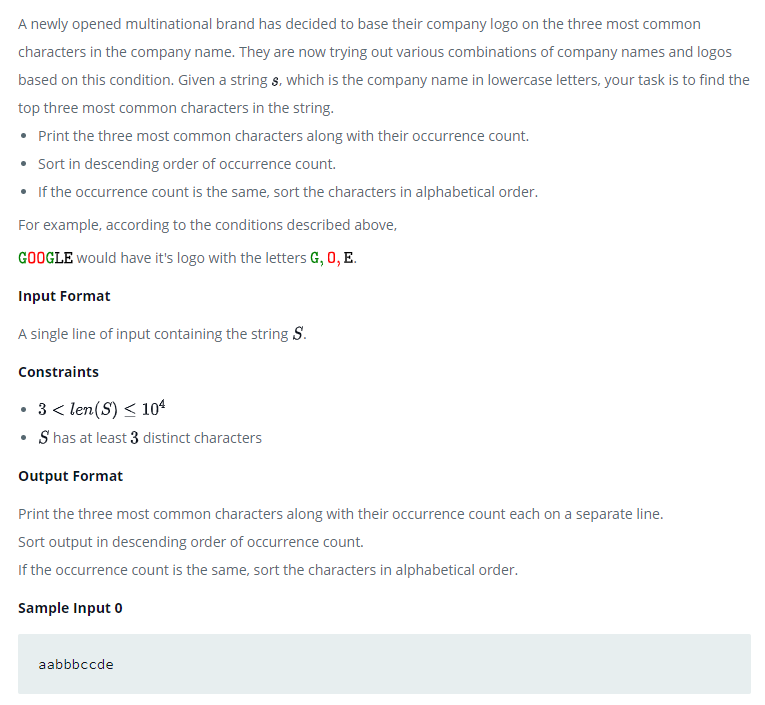 A newly opened multinational brand has decided to base their company logo on the three most common
characters in the company name. They are now trying out various combinations of company names and logos
based on this condition. Given a string s, which is the company name in lowercase letters, your task is to find the
top three most common characters in the string.
• Print the three most common characters along with their occurrence count.
• Sort in descending order of occurrence count.
• If the occurrence count is the same, sort the characters in alphabetical order.
For example, according to the conditions described above,
GOOGLE would have it's logo with the letters G, O, E.
Input Format
A single line of input containing the string S.
Constraints
• 3 < len(S) ≤ 10⁴
• S has at least 3 distinct characters
Output Format
Print the three most common characters along with their occurrence count each on a separate line.
Sort output in descending order of occurrence count.
If the occurrence count is the same, sort the characters in alphabetical order.
Sample Input 0
aabbbccde